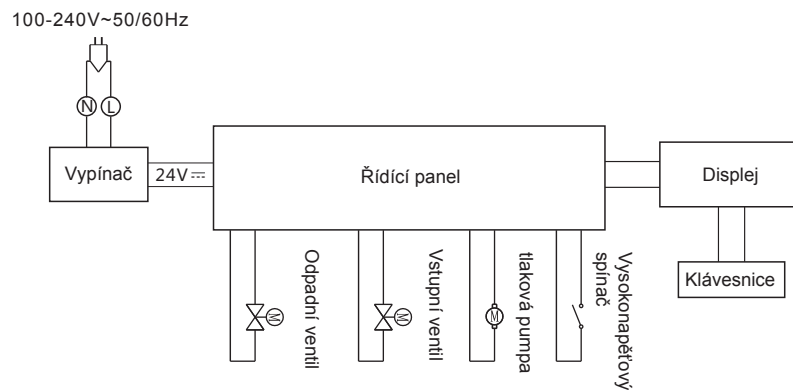 100-240V~50/60Hz
N L
Vypínač
24V ⎓
Řídící panel
Displej
Klávesnice
Odpadní ventil
M
Vstupní ventil
M
tlaková pumpa
M
Vysokonapěťový
spínač